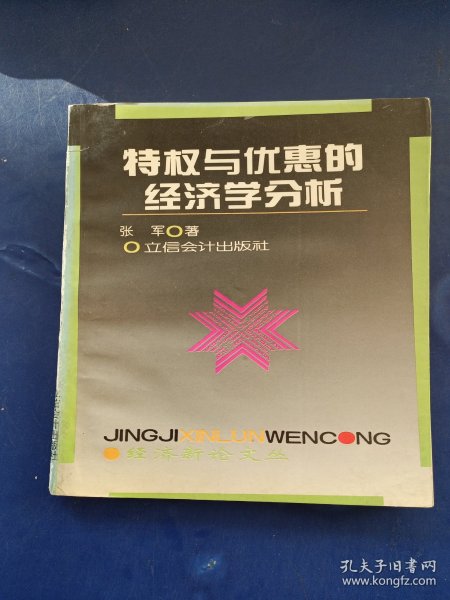 特权与优惠的
经济学分析
张 军 著
立信会计出版社
JINGJIXINLUNWENCONG
经济新论文丛
孔夫子旧书网
www.kongfz.com